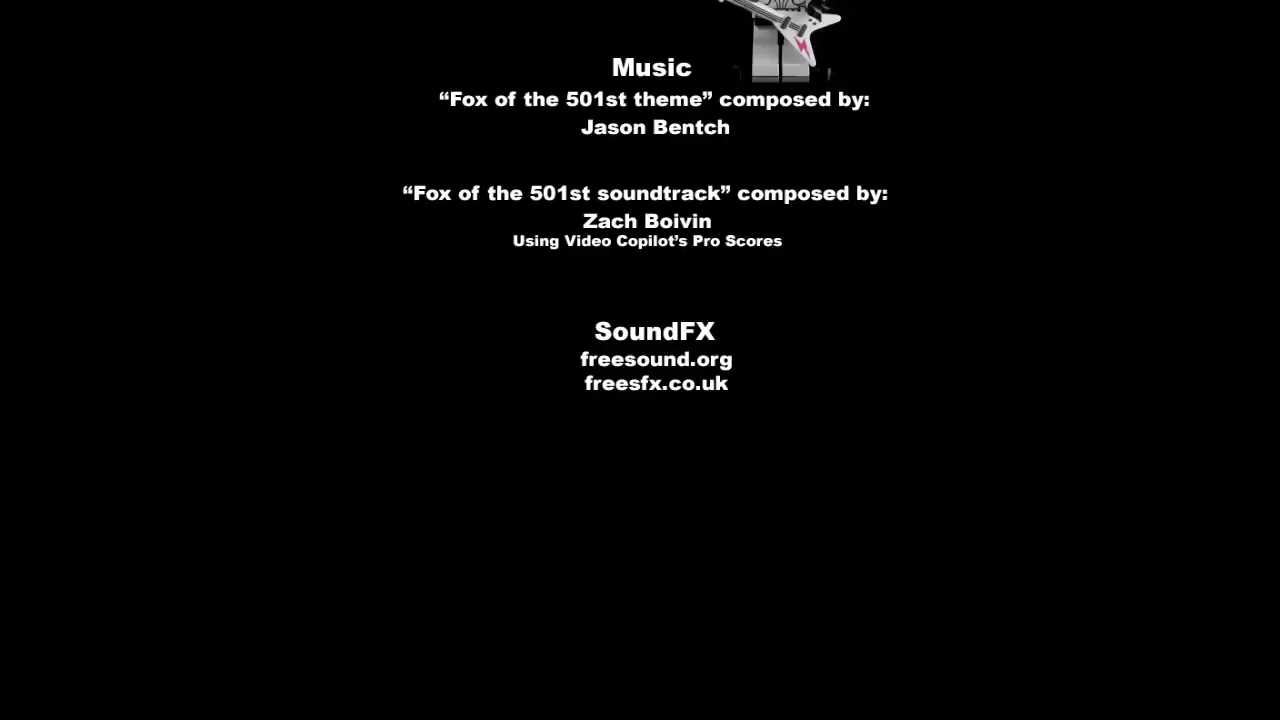 Music
“Fox of the 501st theme” composed by:
Jason Bentch
“Fox of the 501st soundtrack” composed by:
Zach Boivin
Using Video Copilot’s Pro Scores
SoundFX
freesound.org
freesfx.co.uk